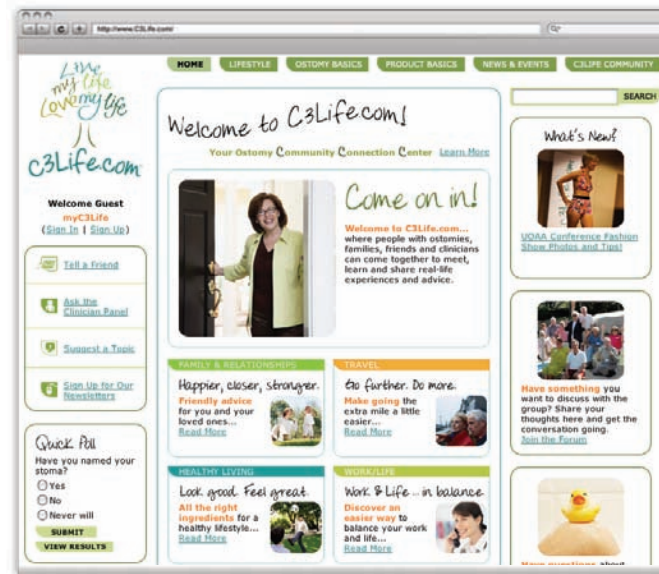 http://www.C3Life.com/
Live
my life
Love my life
C3Life.com
Welcome Guest
myC3Life
(Sign In | Sign Up)
Tell a Friend
Ask the
Clinician Panel
Suggest a Topic
Sign Up for Our
Newsletters
Quick Poll
Have you named your
stoma?
Yes
No
Never will
SUBMIT
VIEW RESULTS
HOME
LIFESTYLE
OSTOMY BASICS
PRODUCT BASICS
NEWS & EVENTS
C3LIFE COMMUNITY
Welcome to C3Life.com!
Your Ostomy Community Connection Center Learn More
Come on in!
Welcome to C3Life.com...
where people with ostomies,
families, friends and clinicians
can come together to meet,
learn and share real-life
experiences and advice.
FAMILY & RELATIONSHIPS
Happier, closer, stronger.
Friendly advice
for you and your
loved ones...
Read More
TRAVEL
Go further. Do more.
Make going the
extra mile a little
easier...
Read More
HEALTHY LIVING
Look good. Feel great.
All the right
ingredients for a
healthy lifestyle...
Read More
WORK/LIFE
Work & Life ... in balance.
Discover an
easier way to
balance your work
and life...
Read More
SEARCH
What's New?
UOAA Conference Fashion
Show Photos and Tips!
Have something you
want to discuss with the
group? Share your
thoughts here and get the
conversation going.
Join the Forum
Have questions about